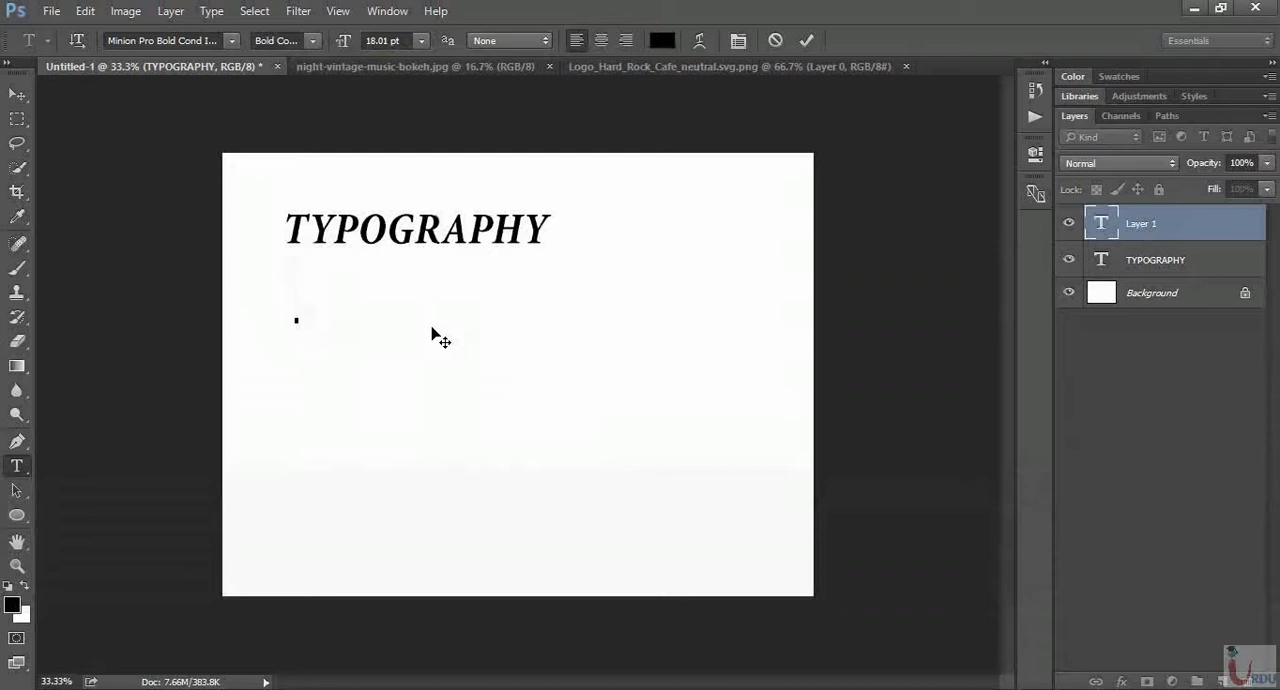 Ps File Edit Image Layer Type Select Filter View Window Help
T Minion Pro Bold Cond I... Bold Co... 18.01 pt aa None Essentials
Untitled-1 @ 33.3% (TYPOGRAPHY, RGB/8) * night-vintage-music-bokeh.jpg @ 16.7% (RGB/8) Logo_Hard_Rock_Cafe_neutral.svg.png @ 66.7% (Layer 0, RGB/8#)
Color Swatches
Libraries Adjustments Styles
Layers Channels Paths
Kind
Normal Opacity: 100%
Lock: Fill: 100%
T Layer 1
T TYPOGRAPHY
Background
TYPOGRAPHY
33.33% Doc: 7.66M/383.8K
fx
URDU